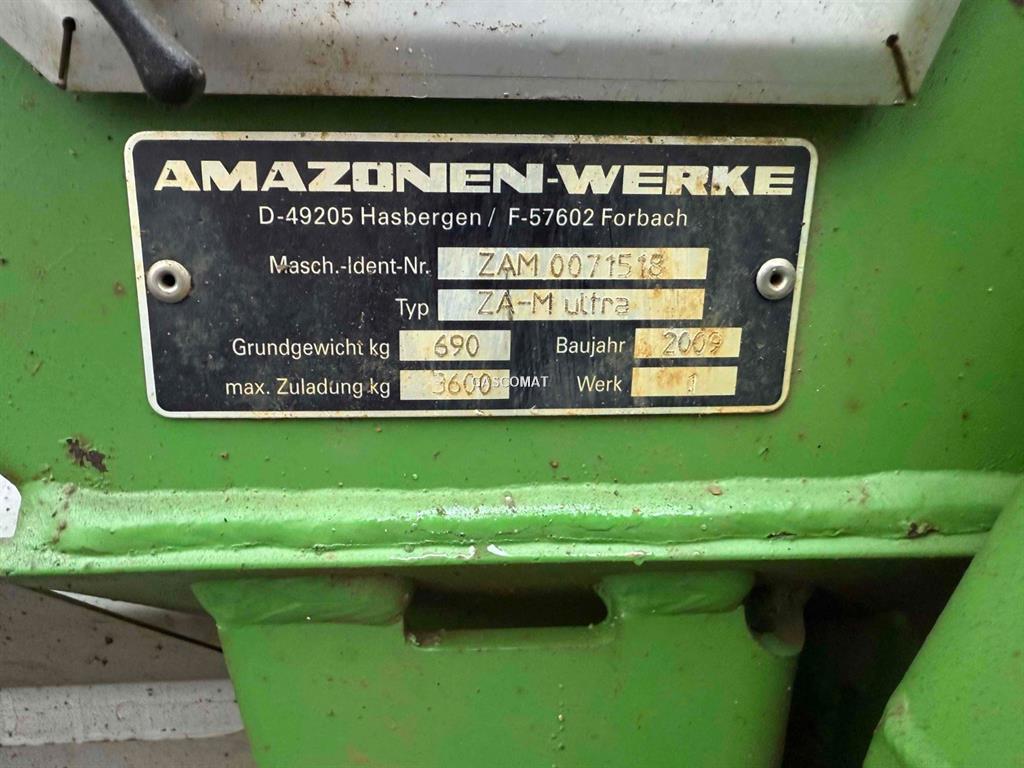 AMAZONEN-WERKE
D-49205 Hasbergen / F-57602 Forbach
Masch.-Ident-Nr. ZAM 0071518
Typ ZA-M ultra
Grundgewicht kg 690 Baujahr 2009
max. Zuladung kg 3600 Werk 1
GASCOMAT